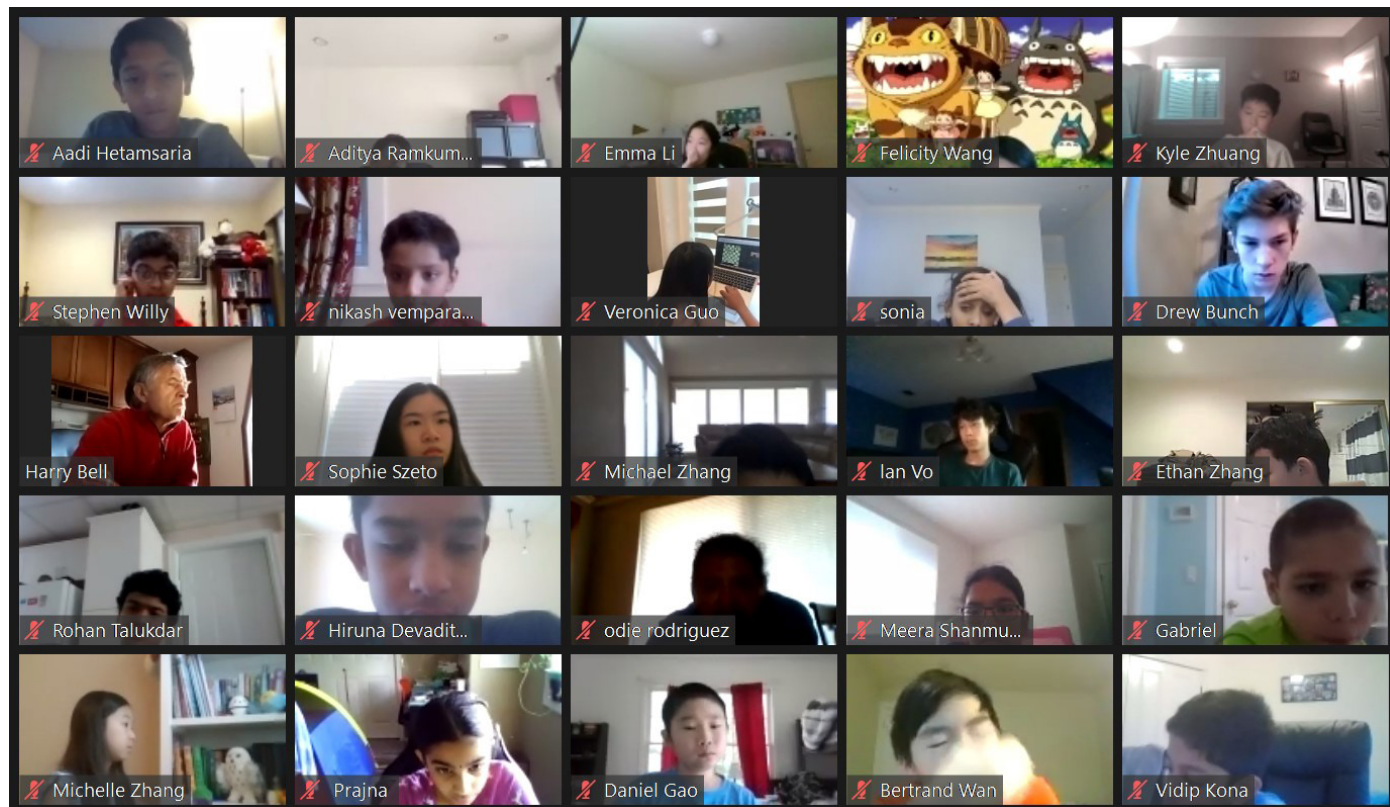 Aadi Hetamsaria
Aditya Ramkum...
Emma Li
Felicity Wang
Kyle Zhuang
Stephen Willy
nikash vempara...
Veronica Guo
sonia
Drew Bunch
Harry Bell
Sophie Szeto
Michael Zhang
Ian Vo
Ethan Zhang
Rohan Talukdar
Hiruna Devadit...
odie rodriguez
Meera Shanmu...
Gabriel
Michelle Zhang
Prajna
Daniel Gao
Bertrand Wan
Vidip Kona